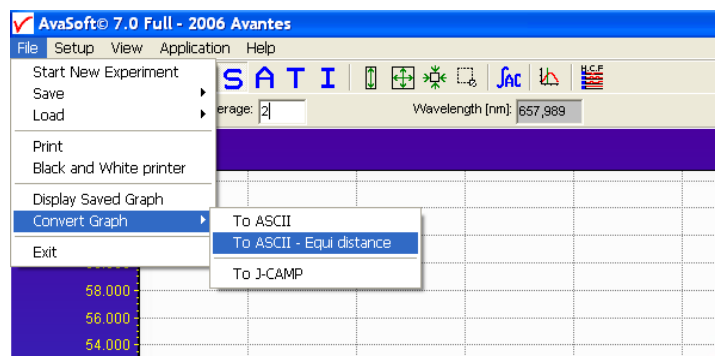 AvaSoft© 7.0 Full - 2006 Avantes
File Setup View Application Help
Start New Experiment
S A T I ∫AC H.C.F
Save
erage: 2 Wavelength [nm]: 657,989
Load
Print
Black and White printer
Display Saved Graph
Convert Graph
To ASCII
To ASCII - Equi distance
Exit
To J-CAMP
58.000
56.000
54.000